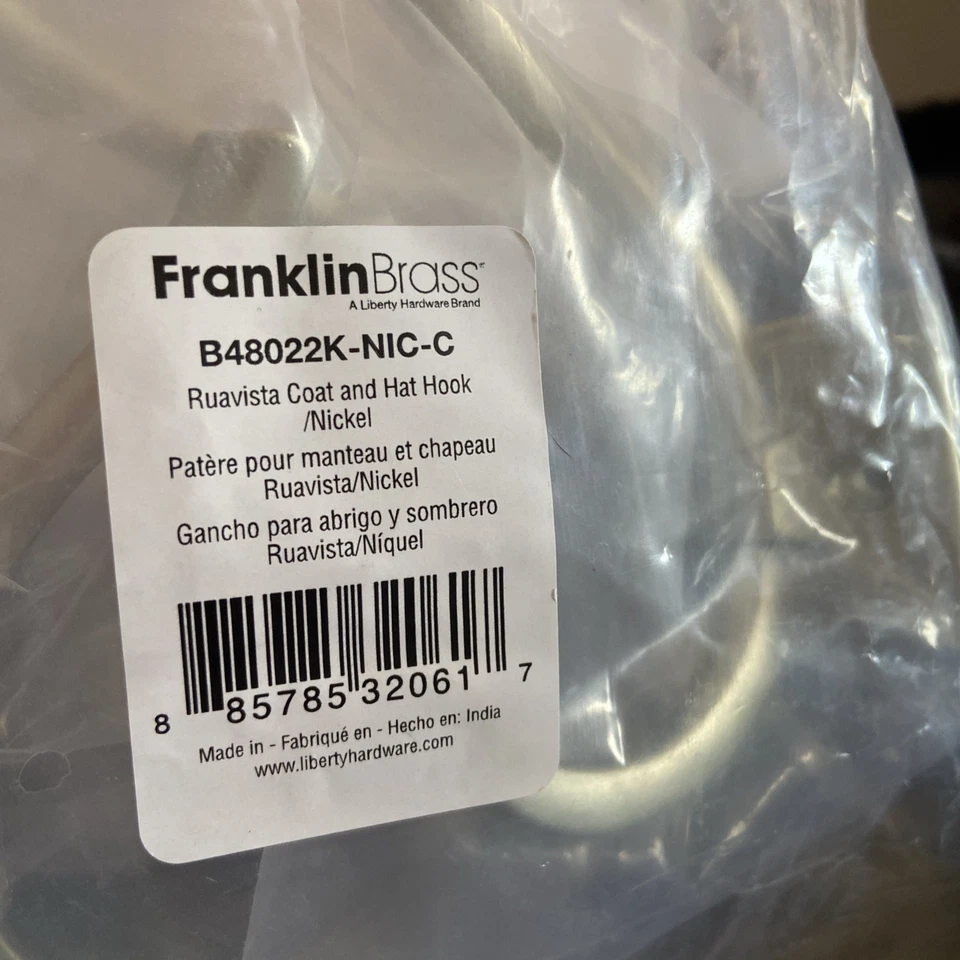 FranklinBrass™
A Liberty Hardware Brand
B48022K-NIC-C
Ruavista Coat and Hat Hook
/Nickel
Patère pour manteau et chapeau
Ruavista/Nickel
Gancho para abrigo y sombrero
Ruavista/Níquel
8 85785 32061 7
Made in - Fabriqué en - Hecho en: India
www.libertyhardware.com